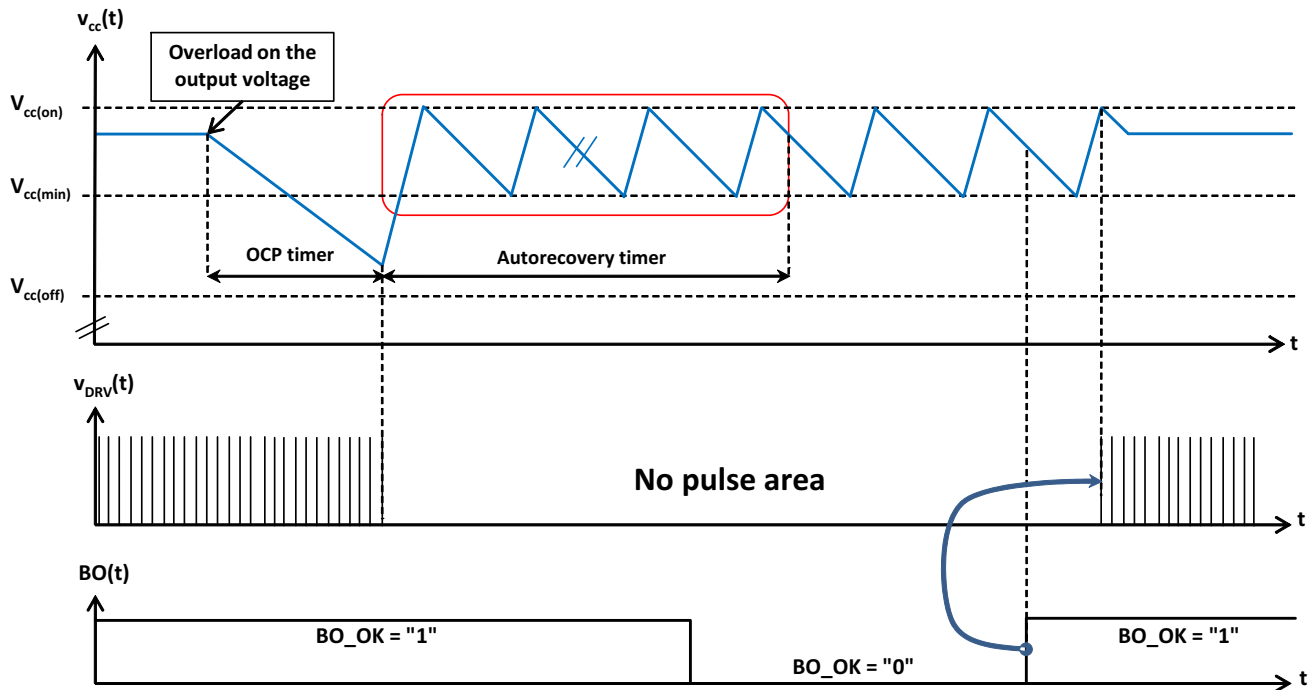 vcc(t)
Overload on the
output voltage
Vcc(on)
Vcc(min)
OCP timer
Autorecovery timer
Vcc(off)
t
vDRV(t)
No pulse area
t
BO(t)
BO_OK = "1"
BO_OK = "1"
BO_OK = "0"
t